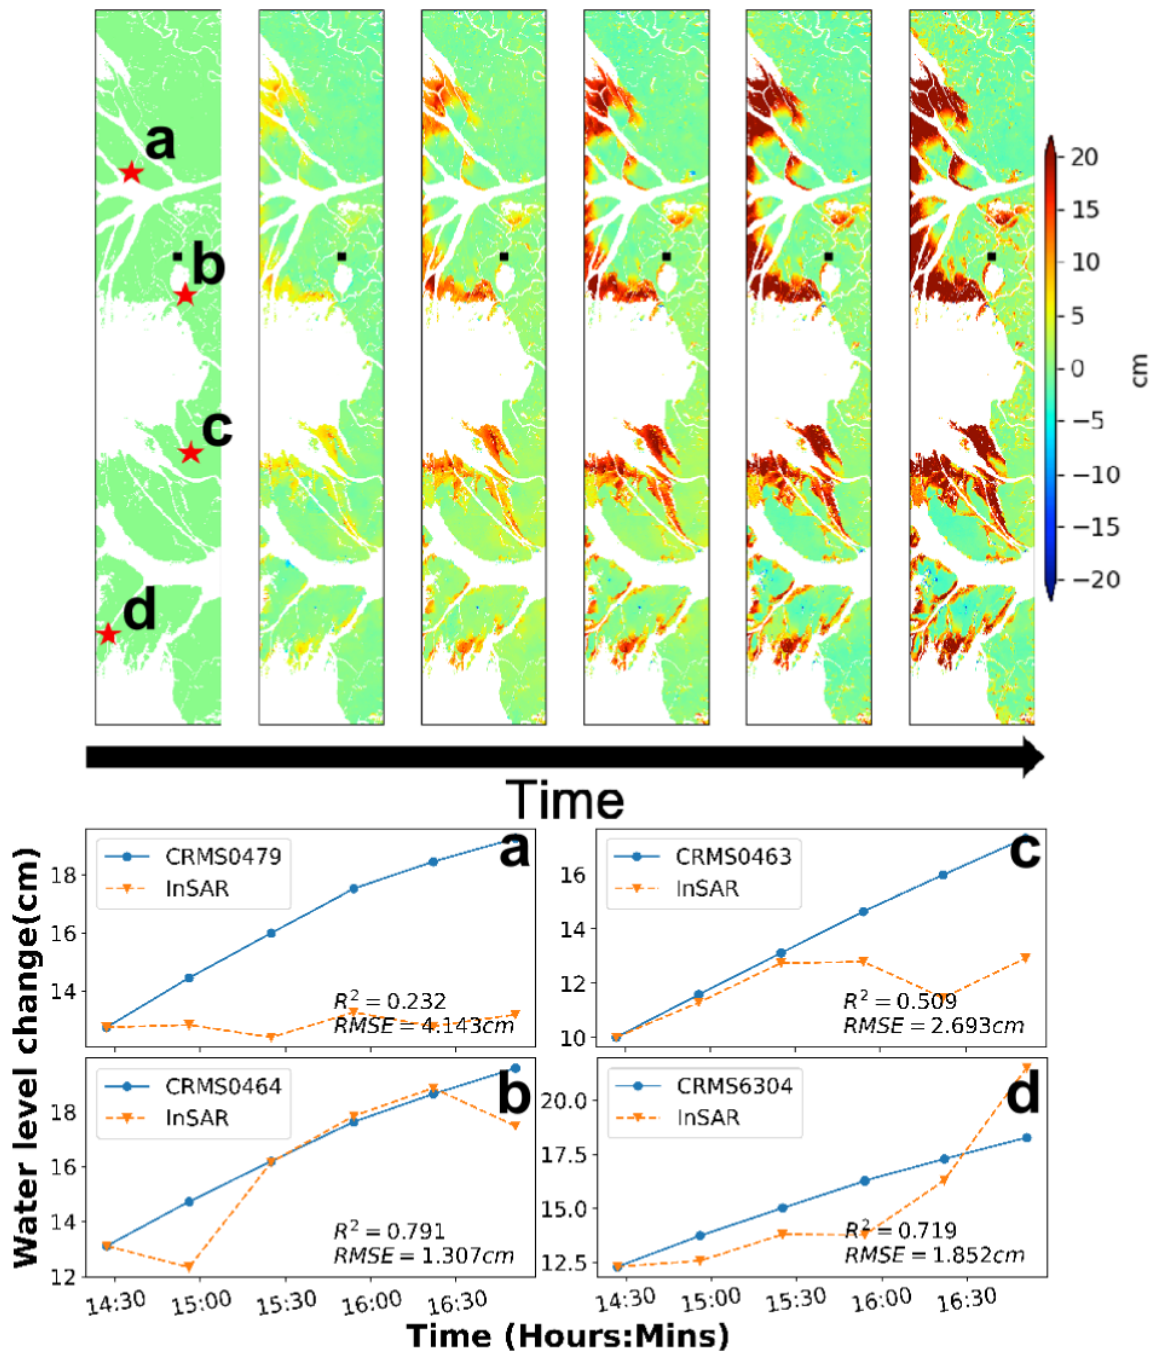 a
b
c
d
20
15
10
5
0
−5
−10
−15
−20
cm
Time
Water level change(cm)
CRMS0479
InSAR
a
18
16
14
R² = 0.232
RMSE = 4.143cm
CRMS0463
InSAR
c
16
14
12
10
R² = 0.509
RMSE = 2.693cm
CRMS0464
InSAR
b
18
16
14
12
R² = 0.791
RMSE = 1.307cm
14:30
15:00
15:30
16:00
16:30
CRMS6304
InSAR
d
20.0
17.5
15.0
12.5
R² = 0.719
RMSE = 1.852cm
14:30
15:00
15:30
16:00
16:30
Time (Hours:Mins)